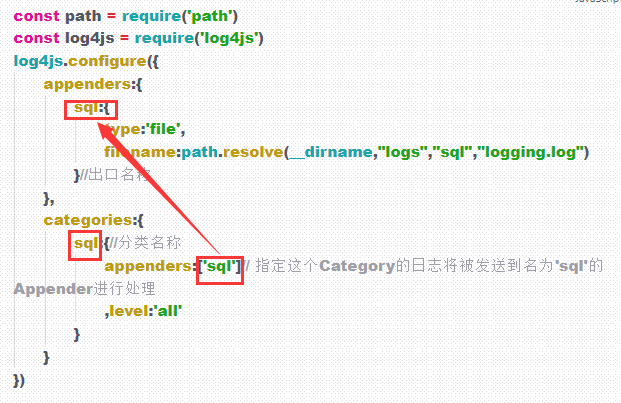 JavaScript
const path = require('path')
const log4js = require('log4js')
log4js.configure({
appenders:{
sql:{
type:'file',
filename:path.resolve(__dirname,"logs","sql","logging.log")
}//出口名称
},
categories:{
sql:{//分类名称
appenders:['sql']// 指定这个Category的日志将被发送到名为'sql'的
Appender进行处理
,level:'all'
}
}
})